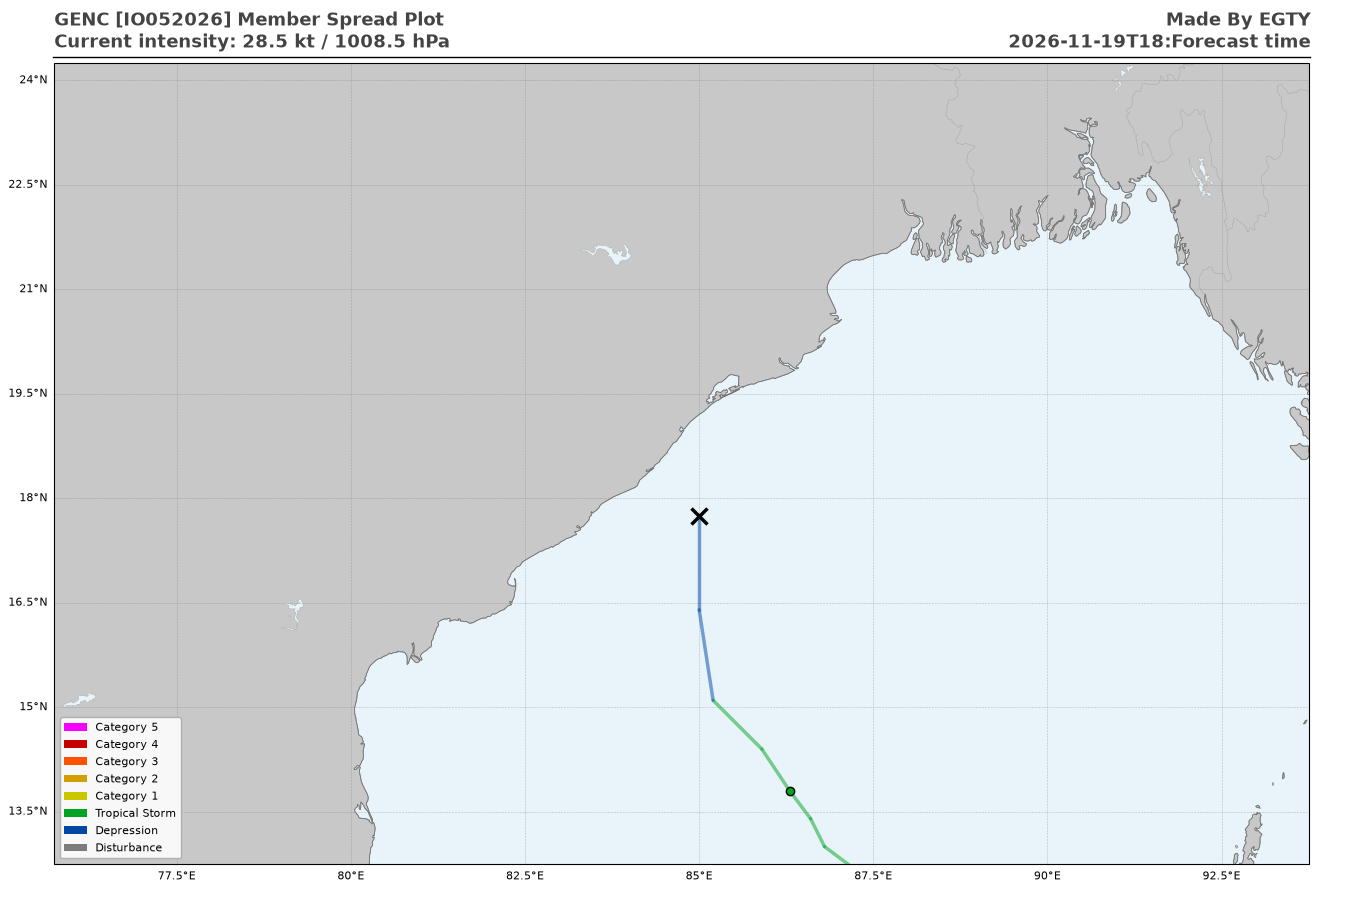 GENC [IO052026] Member Spread Plot
Made By EGTY
Current intensity: 28.5 kt / 1008.5 hPa
2026-11-19T18:Forecast time
24°N
22.5°N
21°N
19.5°N
18°N
16.5°N
15°N
13.5°N
Category 5
Category 4
Category 3
Category 2
Category 1
Tropical Storm
Depression
Disturbance
77.5°E
80°E
82.5°E
85°E
87.5°E
90°E
92.5°E